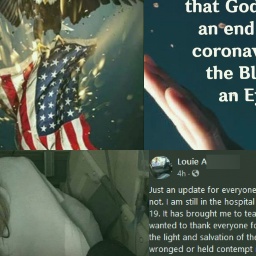 that God
an end
coronav
the Bl
an E
Louie A
4h
Just an update for everyone
not. I am still in the hospital
19. It has brought me to tea
wanted to thank everyone fo
the light and salvation of the
wronged or held contempt